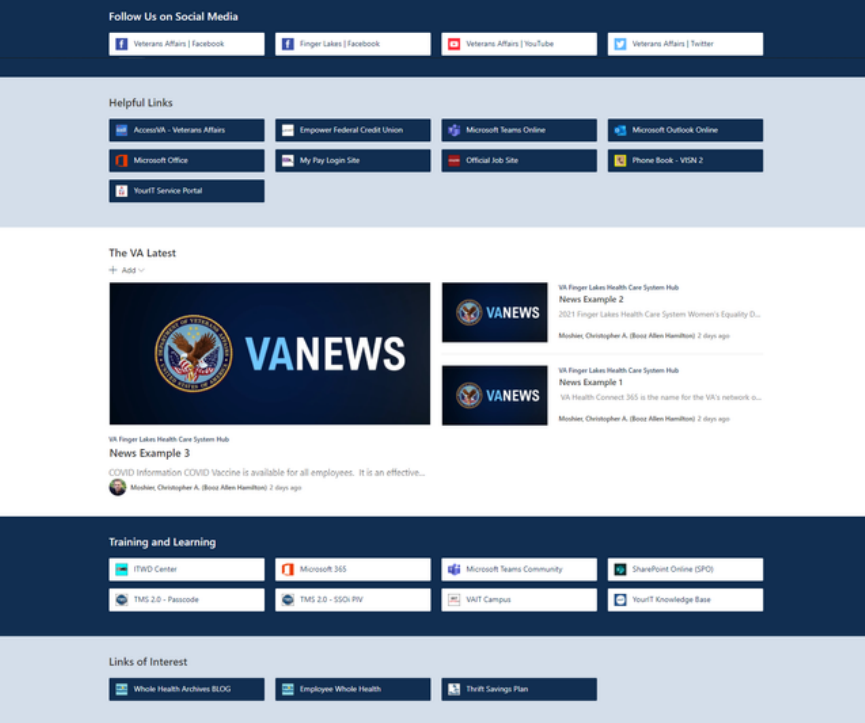 Follow Us on Social Media
Veterans Affairs | Facebook
Finger Lakes | Facebook
Veterans Affairs | YouTube
Veterans Affairs | Twitter
Helpful Links
AccessVA - Veterans Affairs
Empower Federal Credit Union
Microsoft Teams Online
Microsoft Outlook Online
Microsoft Office
My Pay Login Site
Official Job Site
Phone Book - VISN 2
YourIT Service Portal
The VA Latest
+ Add
DEPARTMENT OF VETERANS AFFAIRS
UNITED STATES OF AMERICA
VANEWS
VA Finger Lakes Health Care System Hub
News Example 3
COVID Information COVID Vaccine is available for all employees. It is an effective...
Moshier, Christopher A. (Booz Allen Hamilton) 2 days ago
VANEWS
VA Finger Lakes Health Care System Hub
News Example 2
2021 Finger Lakes Health Care System Women's Equality D...
Moshier, Christopher A. (Booz Allen Hamilton) 2 days ago
VANEWS
VA Finger Lakes Health Care System Hub
News Example 1
VA Health Connect 365 is the name for the VA's network o...
Moshier, Christopher A. (Booz Allen Hamilton) 2 days ago
Training and Learning
ITWD Center
Microsoft 365
Microsoft Teams Community
SharePoint Online (SPO)
TMS 2.0 - Passcode
TMS 2.0 - SSOi PIV
VAIT Campus
YourIT Knowledge Base
Links of Interest
Whole Health Archives BLOG
Employee Whole Health
Thrift Savings Plan